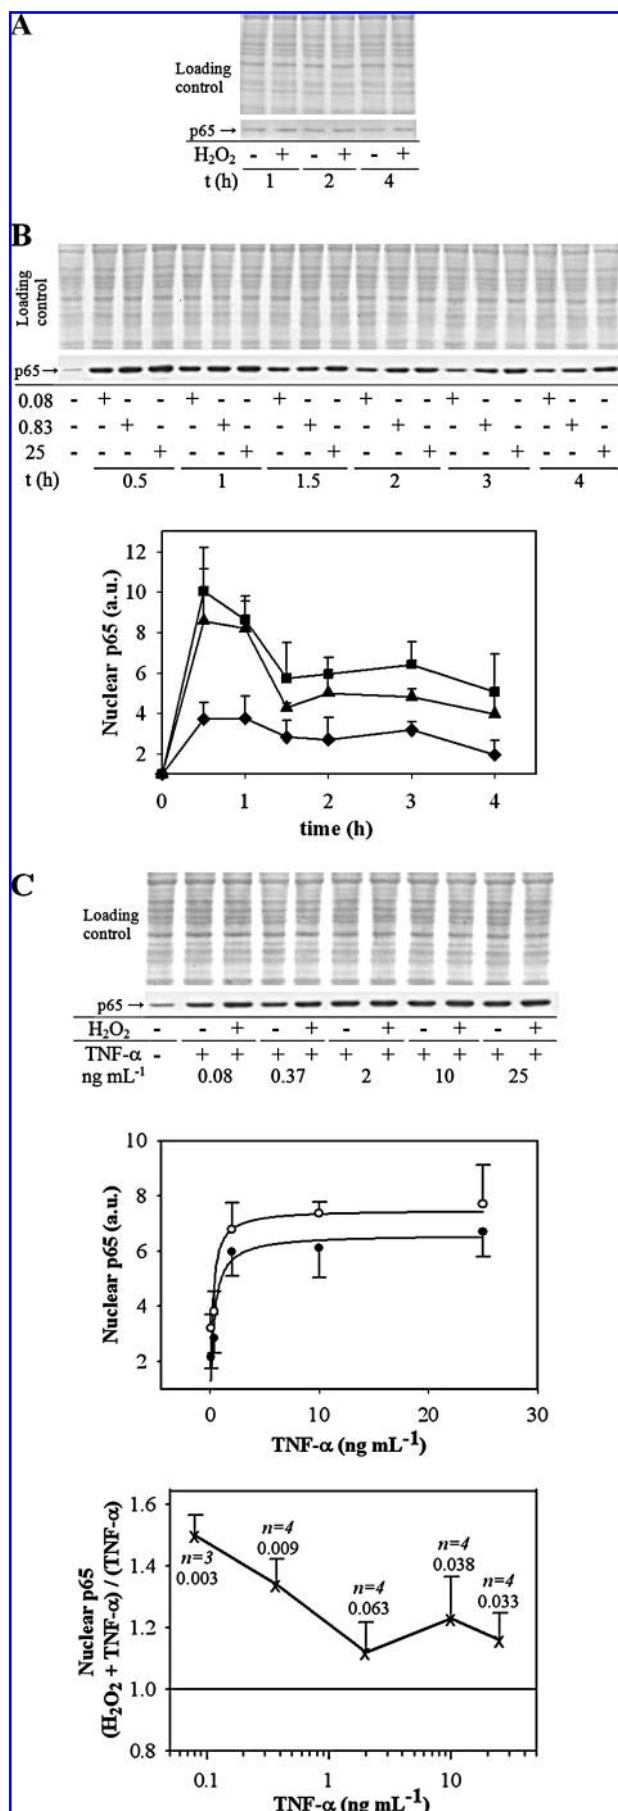 A
Loading
control
p65 →
H₂O₂ - + - + - +
t (h) 1 2 4
B
Loading
control
p65→
0.08 - + - - + - - + - - + - - + - - + - -
0.83 - - + - - + - - + - - + - - + - - + -
25 - - - + - - + - - + - - + - - + - - +
t (h) 0.5 1 1.5 2 3 4
Nuclear p65 (a.u.)
12
10
8
6
4
2
0 1 2 3 4
time (h)
C
Loading
control
p65 →
H₂O₂ - - + - + - + - + - +
TNF-α - + + + + + + + + + +
ng mL⁻¹ 0.08 0.37 2 10 25
Nuclear p65 (a.u.)
10
8
6
4
2
0 10 20 30
TNF-α (ng mL⁻¹)
Nuclear p65
(H₂O₂ + TNF-α) / (TNF-α)
1.6
1.4
1.2
1.0
0.8
n=3
0.003
n=4
0.009
n=4
0.063
n=4
0.038
n=4
0.033
0.1 1 10
TNF-α (ng mL⁻¹)